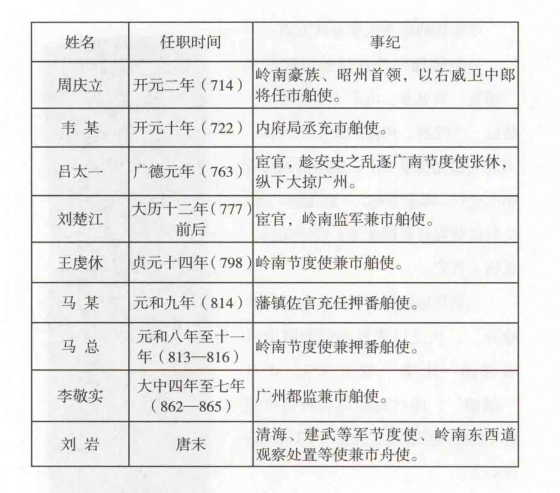 姓名 任职时间 事纪
周庆立 开元二年(714) 岭南豪族、昭州首领,以右威卫中郎
将任市舶使。
韦 某 开元十年(722) 内府局丞充市舶使。
吕太一 广德元年(763) 宦官,趁安史之乱逐广南节度使张休,
纵下大掠广州。
刘楚江 大历十二年(777)
前后 宦官,岭南监军兼市舶使。
王虔休 贞元十四年(798) 岭南节度使兼市舶使。
马 某 元和九年(814) 藩镇佐官充任押番舶使。
马 总 元和八年至十一
年(813—816) 岭南节度使兼押番舶使。
李敬实 大中四年至七年
(862—865) 广州都监兼市舶使。
刘 岩 唐末 清海、建武等军节度使、岭南东西道
观察处置等使兼市舟使。